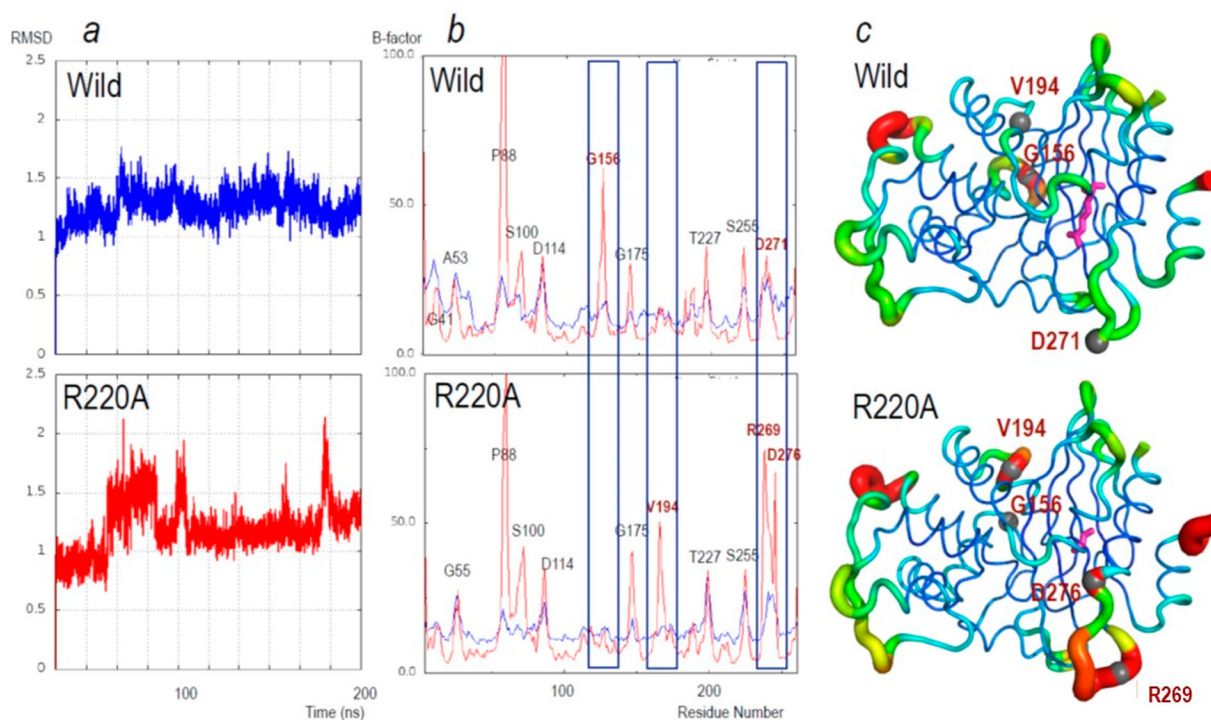 a
b
c
RMSD
B-factor
Wild
2.5
2
1.5
1
0.5
0
Wild
100.0
50.0
0.0
P88
G156
S100
D114
A53
G41
G175
T227
S255
D271
Wild
V194
G156
D271
R220A
2.5
2
1.5
1
0.5
0
100
200
Time (ns)
R220A
100.0
50.0
0.0
P88
S100
G55
D114
G175
V194
T227
S255
R269
D276
100
200
Residue Number
R220A
V194
G156
D276
R269